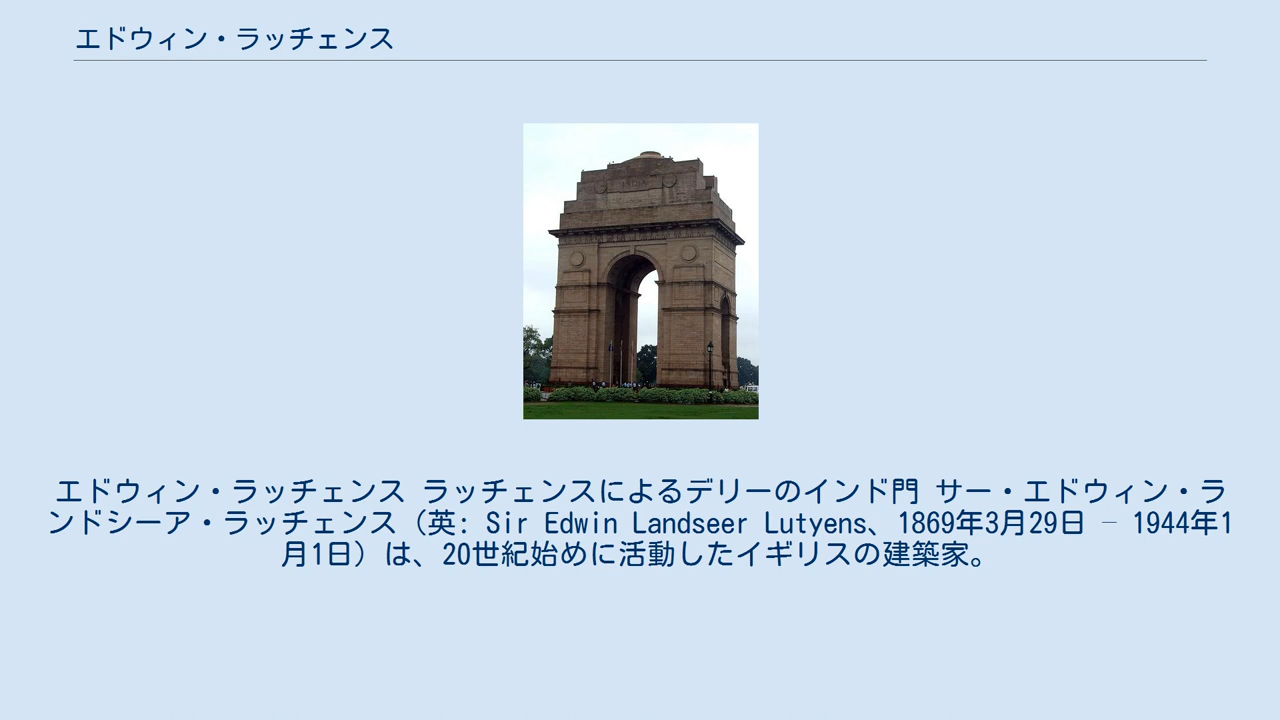 エドウィン・ラッチェンス
エドウィン・ラッチェンス ラッチェンスによるデリーのインド門 サー・エドウィン・ラ
ンドシーア・ラッチェンス（英: Sir Edwin Landseer Lutyens、1869年3月29日 – 1944年1
月1日）は、20世紀始めに活動したイギリスの建築家。